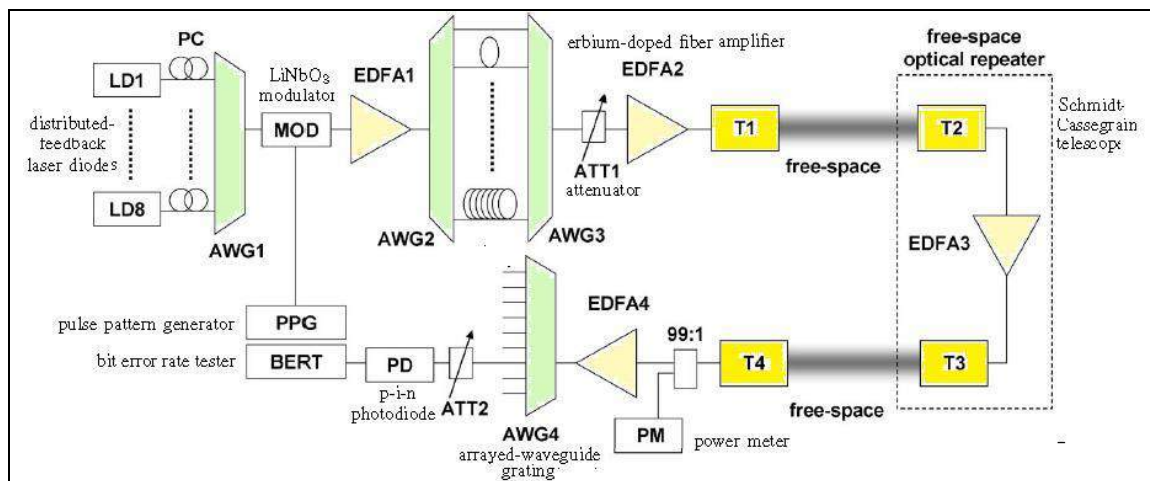 PC
LD1
LD8
distributed-
feedback
laser diodes
AWG1
LiNbO₃
modulator
MOD
EDFA1
AWG2
AWG3
erbium-doped fiber amplifier
EDFA2
ATT1
attenuator
T1
free-space
free-space
optical repeater
T2
Schmidt-
Cassegrain
telescope
EDFA3
T3
free-space
T4
99:1
PM
power meter
EDFA4
AWG4
arrayed-waveguide
grating
ATT2
PD
p-i-n
photodiode
pulse pattern generator
PPG
bit error rate tester
BERT